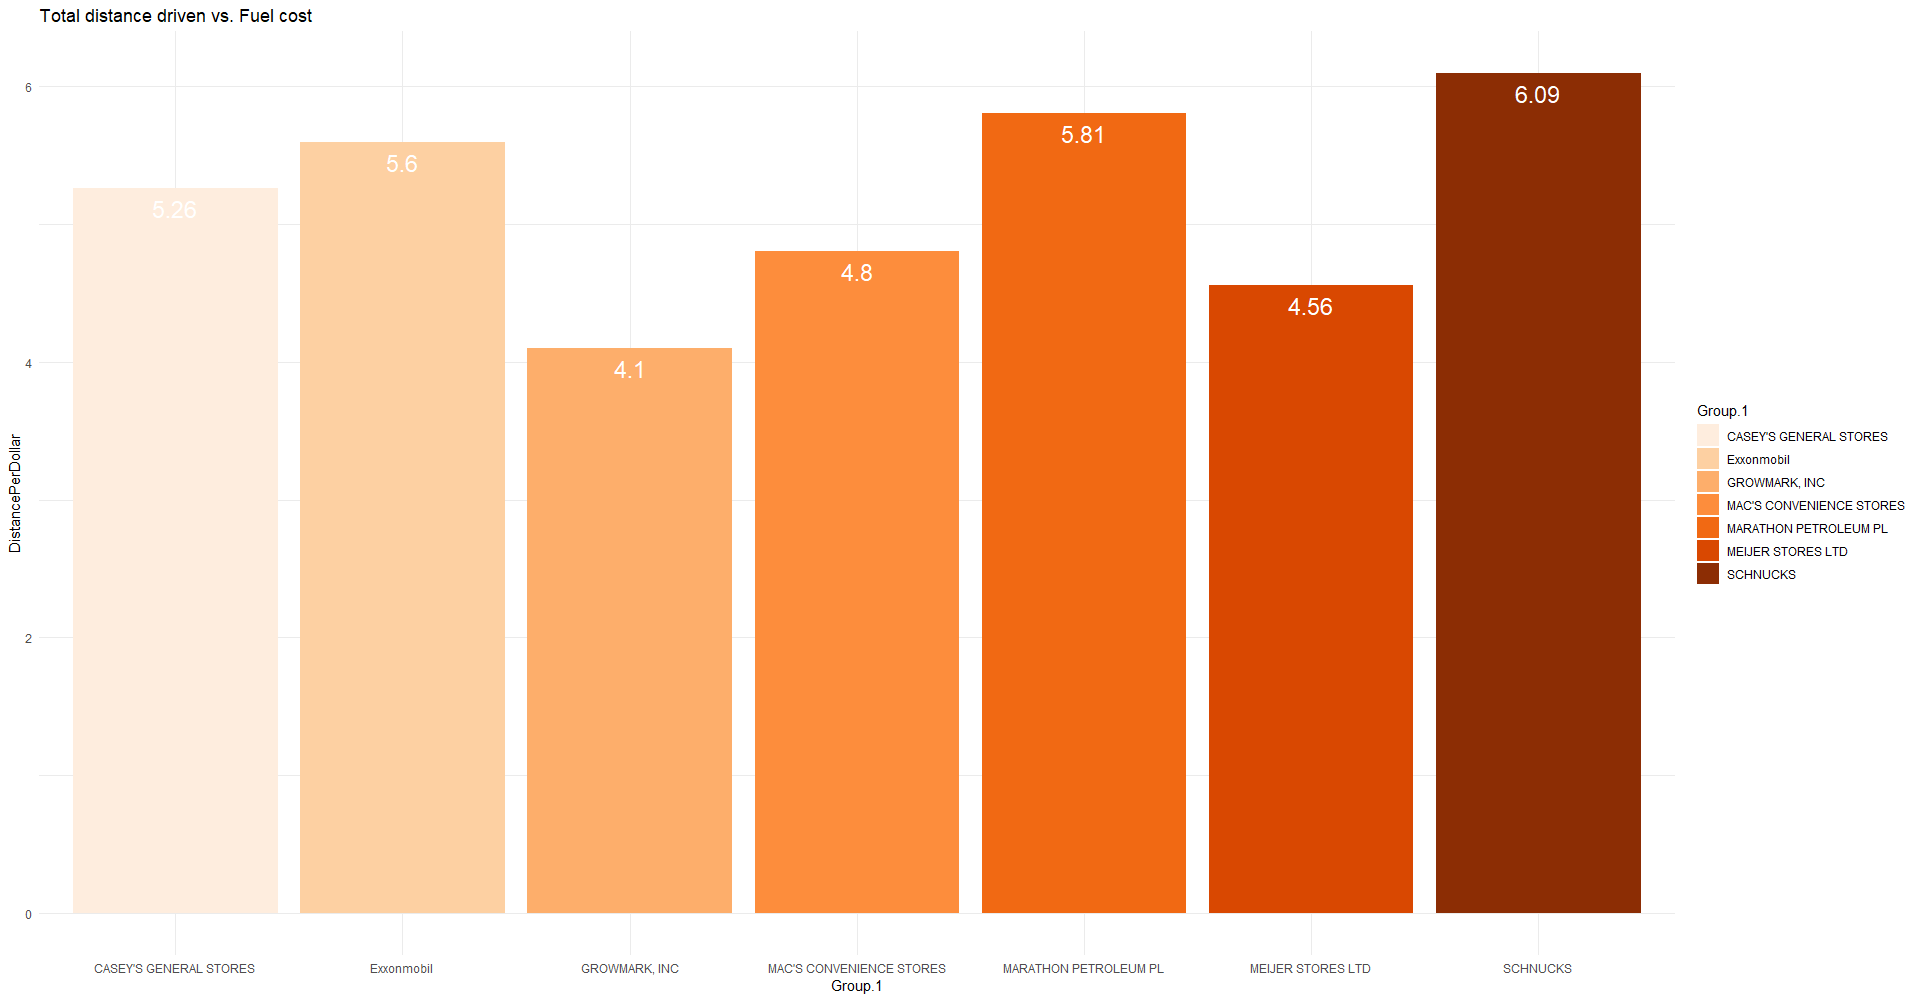 Total distance driven vs. Fuel cost
DistancePerDollar
6
4
2
0
5.26
5.6
4.1
4.8
5.81
4.56
6.09
CASEY'S GENERAL STORES
Exxonmobil
GROWMARK, INC
MAC'S CONVENIENCE STORES
MARATHON PETROLEUM PL
MEIJER STORES LTD
SCHNUCKS
Group.1
Group.1
CASEY'S GENERAL STORES
Exxonmobil
GROWMARK, INC
MAC'S CONVENIENCE STORES
MARATHON PETROLEUM PL
MEIJER STORES LTD
SCHNUCKS